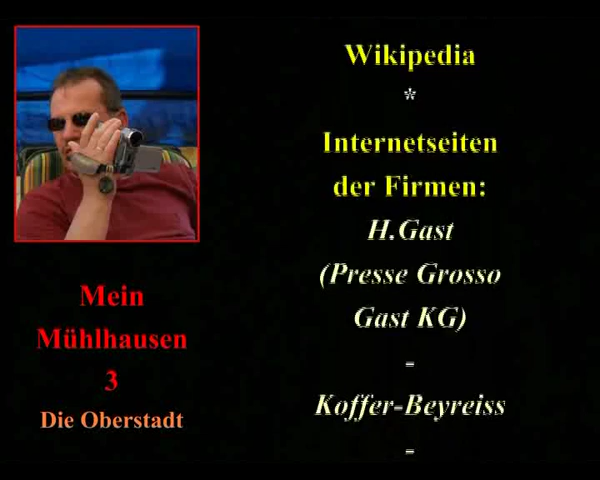 Mein
Mühlhausen
3
Die Oberstadt
Wikipedia
*
Internetseiten
der Firmen:
H.Gast
(Presse Grosso
Gast KG)
-
Koffer-Beyreiss
-